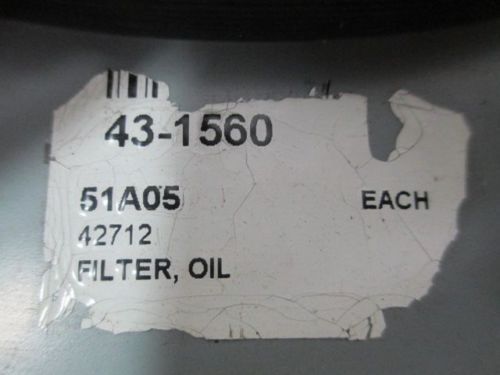 43-1560
51A05 EACH
42712
FILTER, OIL